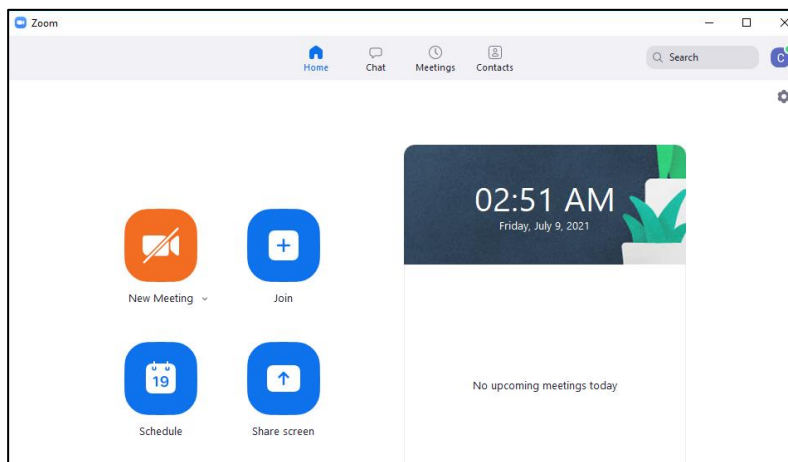 Zoom
Home Chat Meetings Contacts
Search
C
02:51 AM
Friday, July 9, 2021
New Meeting
Join
19
Schedule
Share screen
No upcoming meetings today